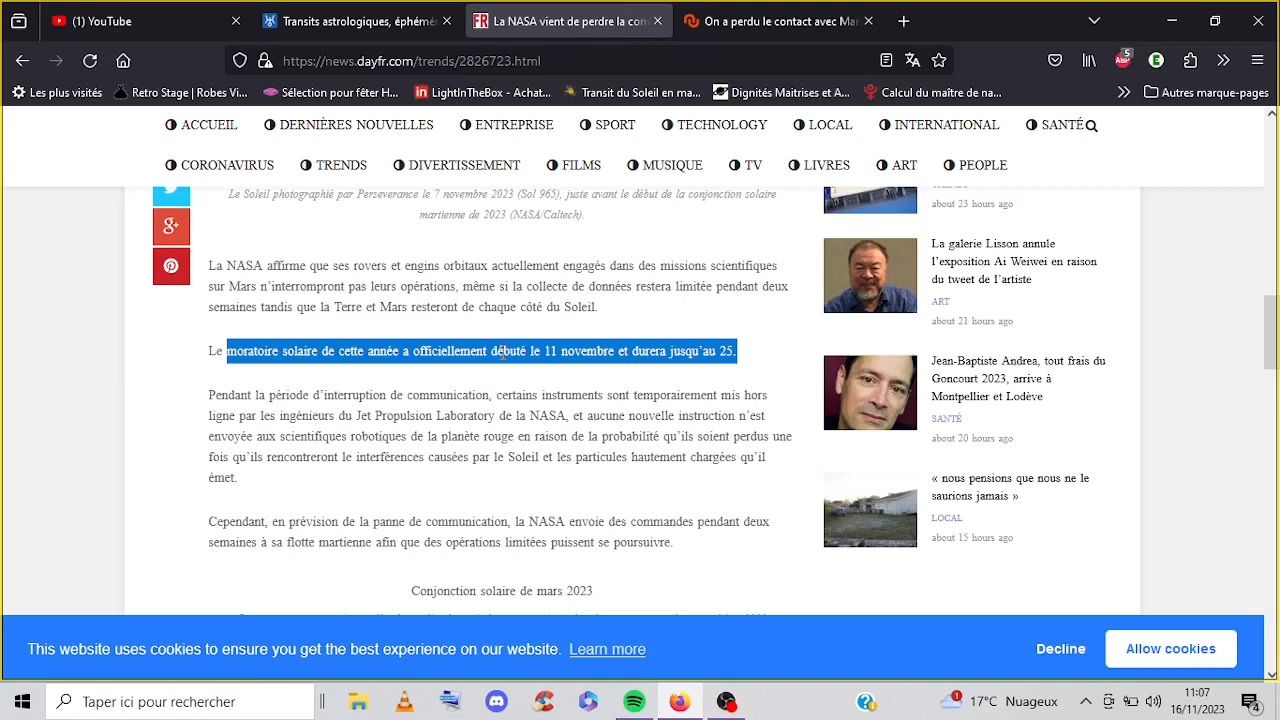 (1) YouTube
Transits astrologiques, éphémér
La NASA vient de perdre la com
On a perdu le contact avec Mar
https://news.dayfr.com/trends/2826723.html
5
ABP
Les plus visités
Retro Stage | Robes Vi...
Sélection pour fêter H...
LightInTheBox - Achat...
Transit du Soleil en ma...
Dignités Maitrises et A...
Calcul du maître de na...
Autres marque-pages
ACCUEIL
DERNIÈRES NOUVELLES
ENTREPRISE
SPORT
TECHNOLOGY
LOCAL
INTERNATIONAL
SANTÉ
CORONAVIRUS
TRENDS
DIVERTISSEMENT
FILMS
MUSIQUE
TV
LIVRES
ART
PEOPLE
Le Soleil photographié par Perseverance le 7 novembre 2023 (Sol 965), juste avant le début de la conjonction solaire
martienne de 2023 (NASA/Caltech).
La NASA affirme que ses rovers et engins orbitaux actuellement engagés dans des missions scientifiques
sur Mars n'interrompront pas leurs opérations, même si la collecte de données restera limitée pendant deux
semaines tandis que la Terre et Mars resteront de chaque côté du Soleil.
Le moratoire solaire de cette année a officiellement débuté le 11 novembre et durera jusqu'au 25.
Pendant la période d'interruption de communication, certains instruments sont temporairement mis hors
ligne par les ingénieurs du Jet Propulsion Laboratory de la NASA, et aucune nouvelle instruction n'est
envoyée aux scientifiques robotiques de la planète rouge en raison de la probabilité qu'ils soient perdus une
fois qu'ils rencontreront le interférences causées par le Soleil et les particules hautement chargées qu'il
émet.
Cependant, en prévision de la panne de communication, la NASA envoie des commandes pendant deux
semaines à sa flotte martienne afin que des opérations limitées puissent se poursuivre.
Conjonction solaire de mars 2023
about 23 hours ago
La galerie Lisson annule
l'exposition Ai Weiwei en raison
du tweet de l'artiste
ART
about 21 hours ago
Jean-Baptiste Andrea, tout frais du
Goncourt 2023, arrive à
Montpellier et Lodève
SANTÉ
about 20 hours ago
« nous pensions que nous ne le
saurions jamais »
LOCAL
about 15 hours ago
This website uses cookies to ensure you get the best experience on our website. Learn more
Decline
Allow cookies
Taper ici pour rechercher
1
17°C Nuageux
11:07
16/11/2023
4